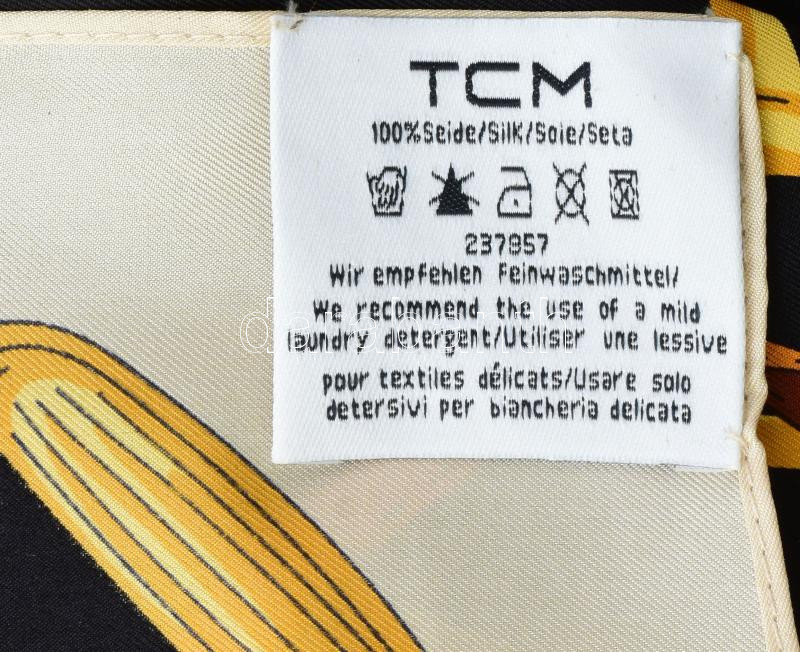 TCM
100%Seide/Silk/Soie/Seta
237957
Wir empfehlen Feinwaschmittel/
We recommend the use of a mild
laundry detergent/Utiliser une lessive
pour textiles délicats/Usare solo
detersivi per biancheria delicata